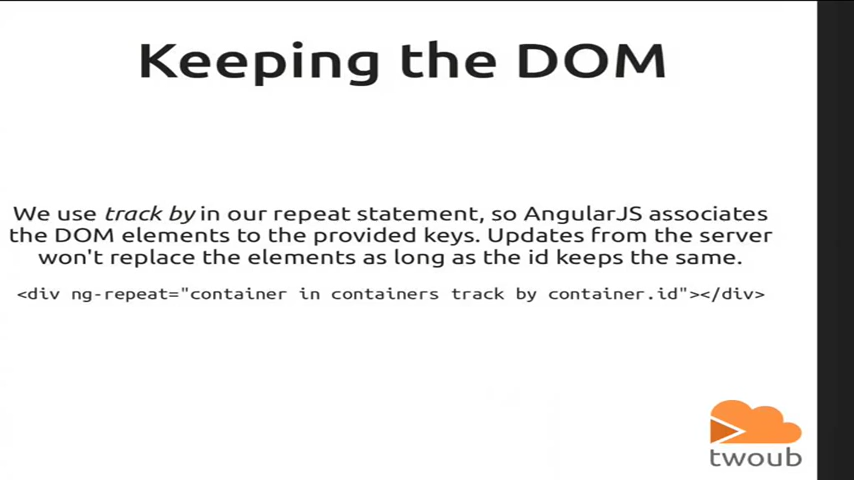 Keeping the DOM
We use track by in our repeat statement, so AngularJS associates
the DOM elements to the provided keys. Updates from the server
won't replace the elements as long as the id keeps the same.
<div ng-repeat="container in containers track by container.id"></div>
twoub